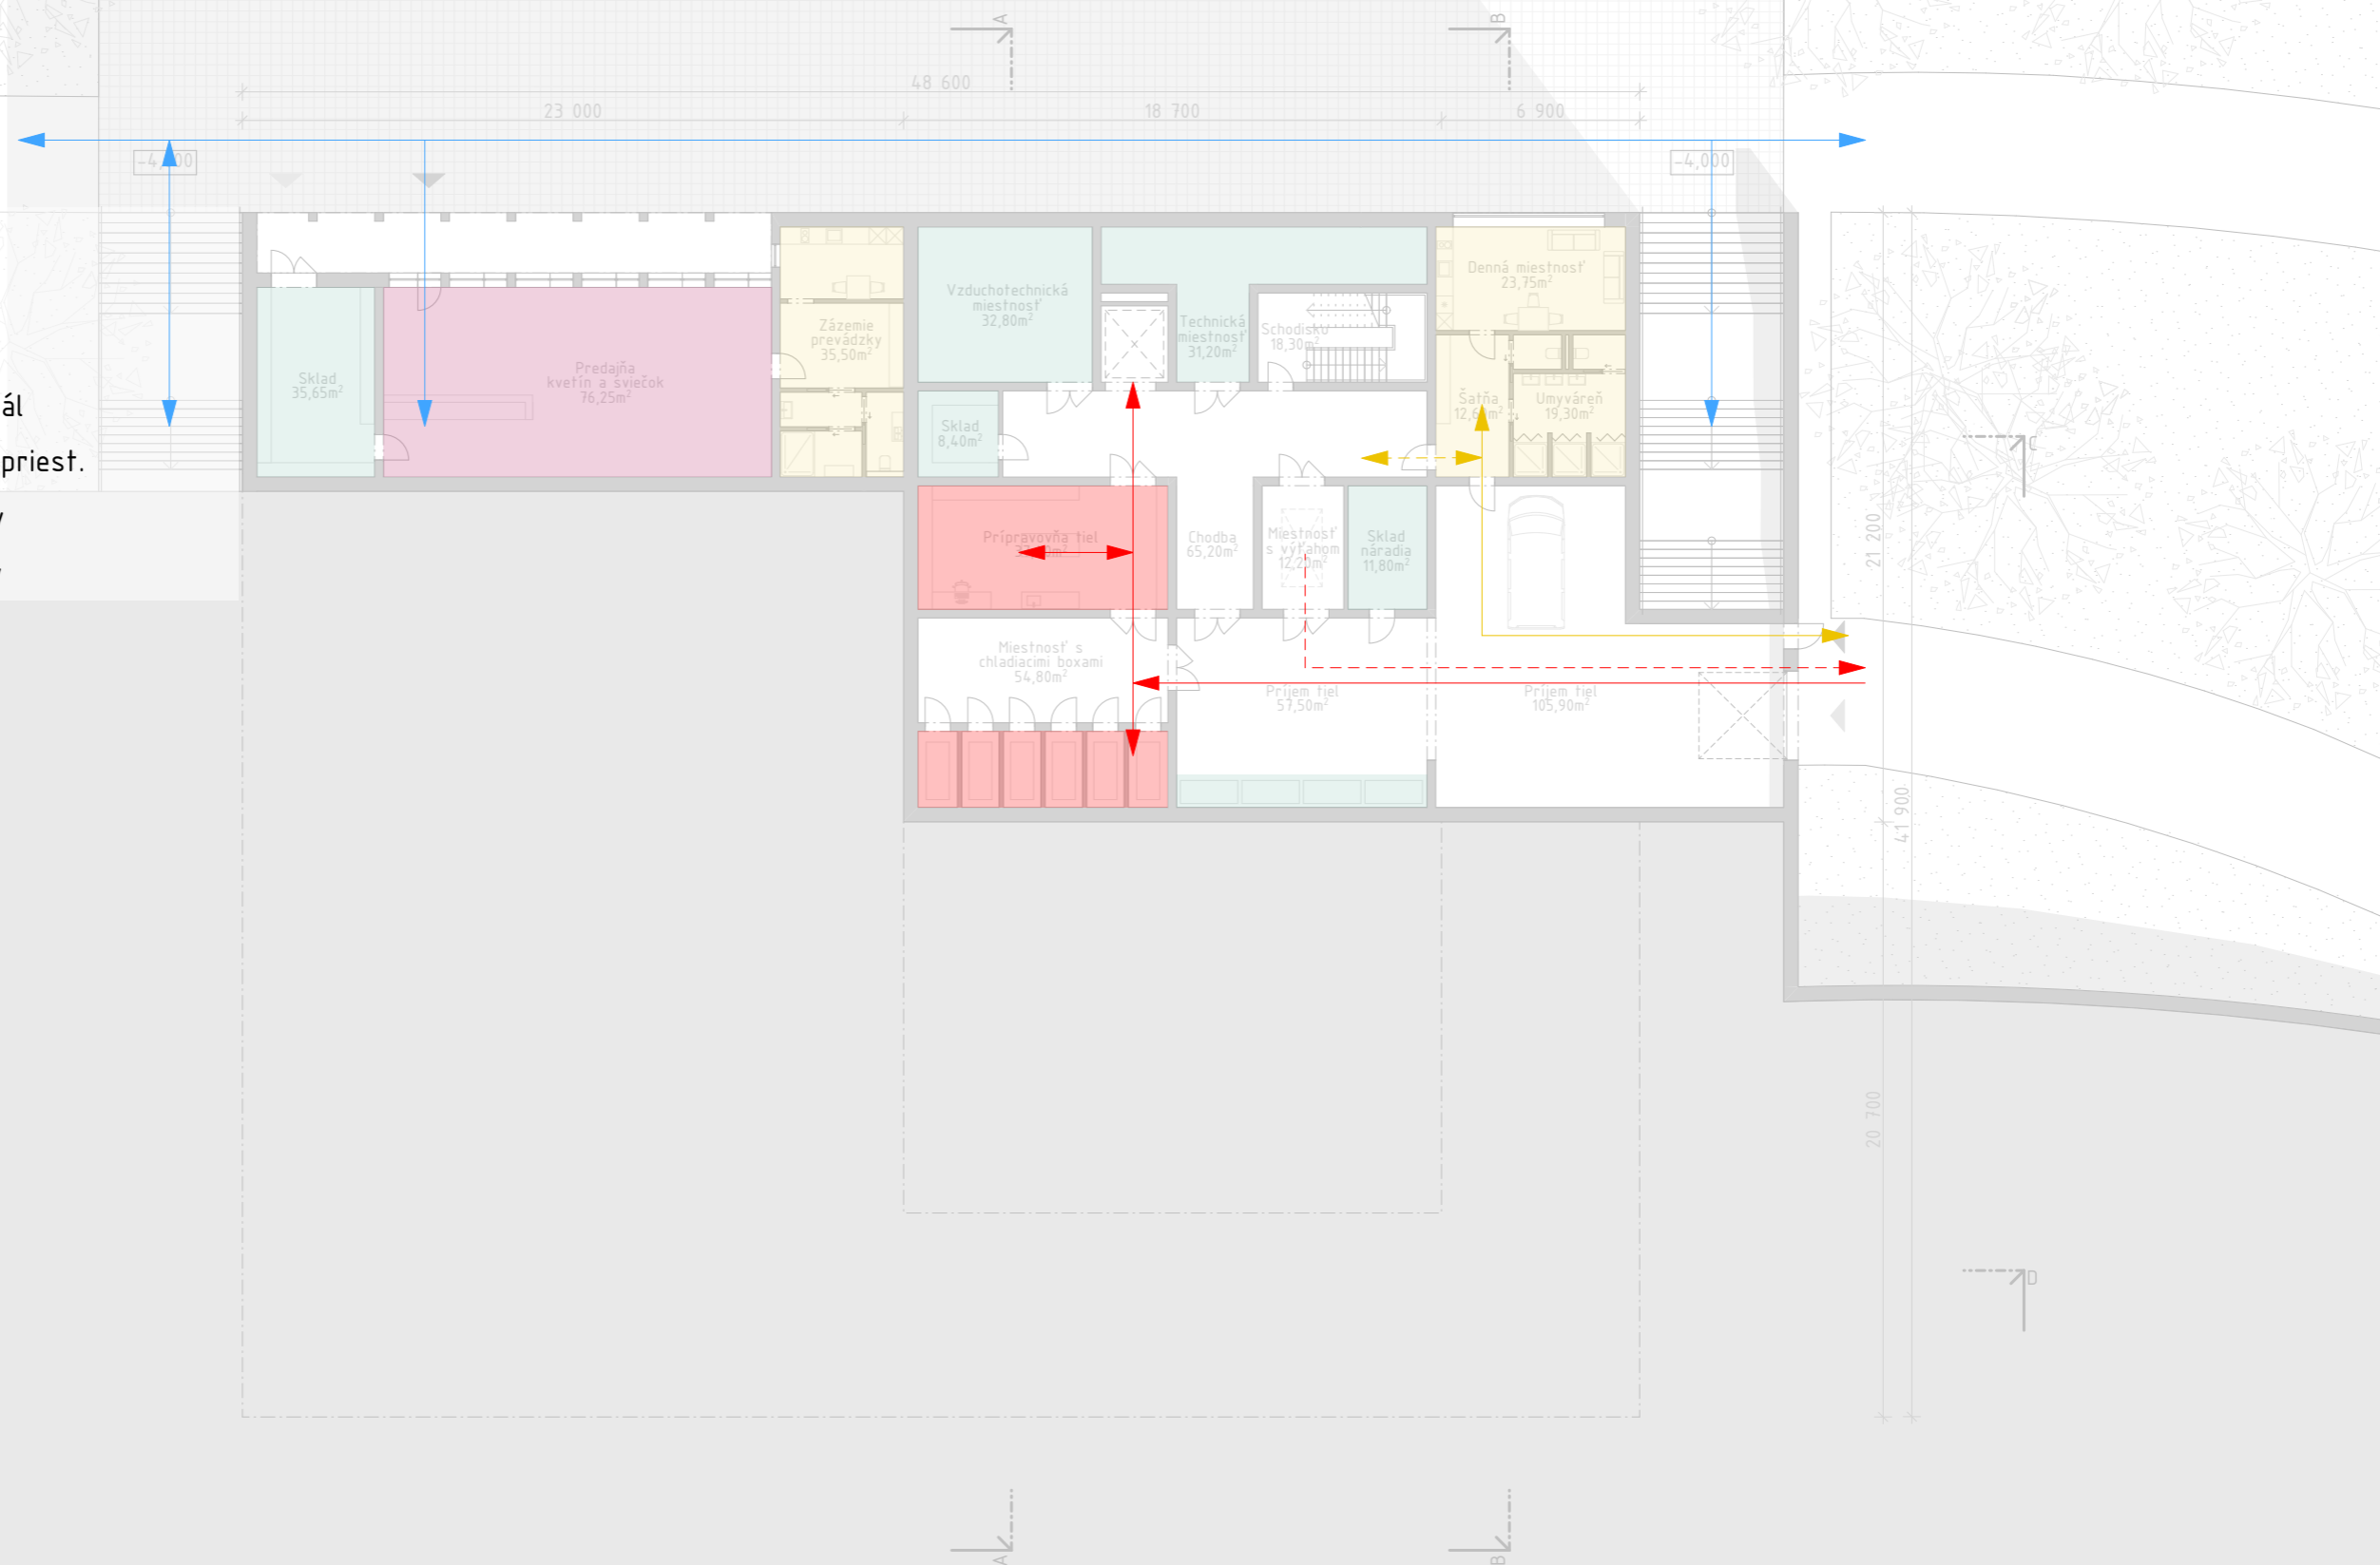 A
B
48 600
23 000
18 700
6 900
-4,000
Denná miestnosť
23,75m²
Vzduchotechnická
miestnosť
32,80m²
Technická
miestnosť
31,20m²
Schodisko
18,30m²
Zázemie
prevádzky
35,50m²
Predajňa
kvetín a sviečok
76,25m²
Sklad
35,65m²
Sklad
8,40m²
Šatňa
Umyváreň
19,30m²
ál
priest.
C
Prípravovňa tiel
Chodba
65,20m²
Miestnosť
s výťahom
12,20m²
Sklad
náradia
11,80m²
21 200
Miestnosť s
chladiacimi boxami
54,80m²
Príjem tiel
57,50m²
Príjem tiel
105,90m²
41 900
20 700
D
A
B